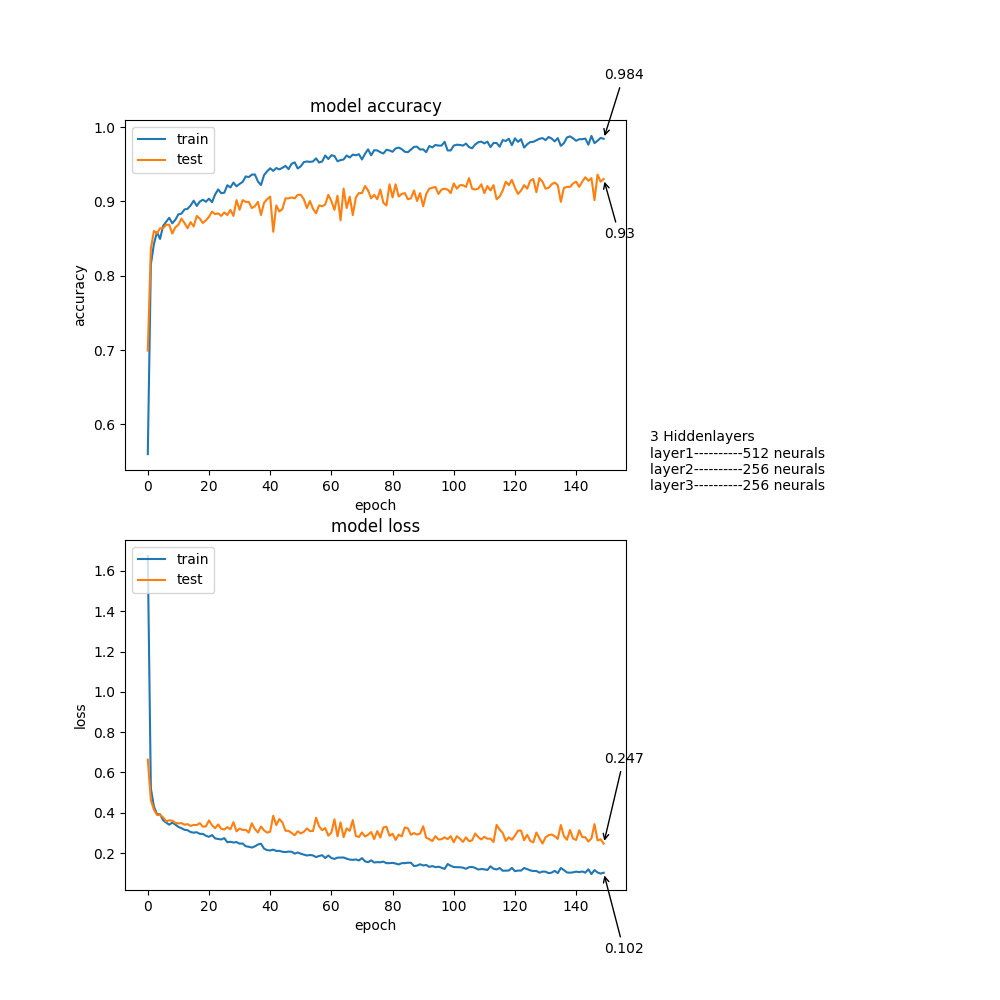 0.984
model accuracy
train
test
1.0
0.9
0.8
0.7
0.6
accuracy
0.93
0 20 40 60 80 100 120 140
epoch
3 Hiddenlayers
layer1----------512 neurals
layer2----------256 neurals
layer3----------256 neurals
model loss
train
test
1.6
1.4
1.2
1.0
0.8
0.6
0.4
0.2
loss
0.247
0 20 40 60 80 100 120 140
epoch
0.102